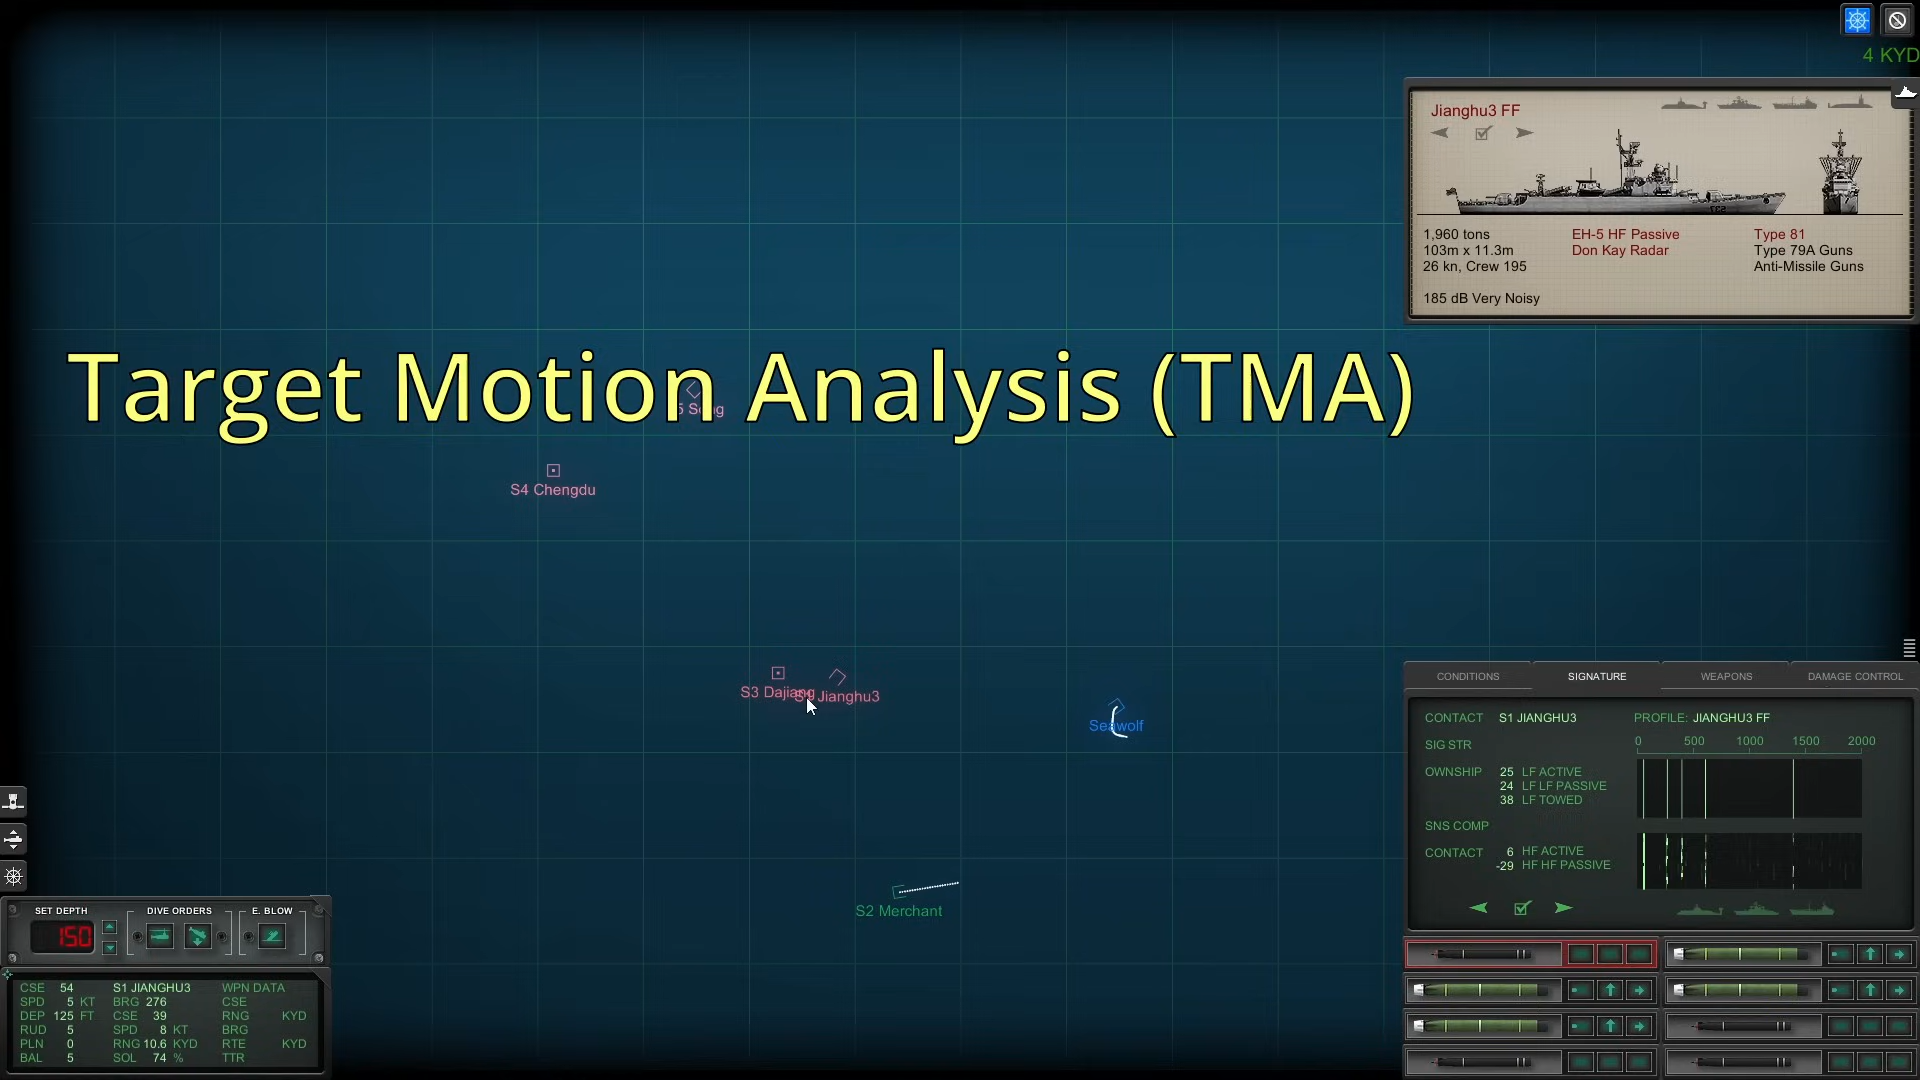 4 KYD
Jianghu3 FF
1,960 tons
103m x 11.3m
26 kn, Crew 195
185 dB Very Noisy
EH-5 HF Passive
Don Kay Radar
Type 81
Type 79A Guns
Anti-Missile Guns
Target Motion Analysis (TMA)
S4 Chengdu
S3 Dajiang
Jianghu3
Seawolf
S2 Merchant
CONDITIONS SIGNATURE WEAPONS DAMAGE CONTROL
CONTACT S1 JIANGHU3 PROFILE: JIANGHU3 FF
SIG STR 0 500 1000 1500 2000
OWNSHIP 25 LF ACTIVE
24 LF LF PASSIVE
38 LF TOWED
SNS COMP
CONTACT 6 HF ACTIVE
-29 HF HF PASSIVE
SET DEPTH DIVE ORDERS E. BLOW
150
CSE 54 S1 JIANGHU3 WPN DATA
SPD 5 KT BRG 276 CSE
DEP 125 FT CSE 39 RNG KYD
RUD 5 SPD 8 KT BRG
PLN 0 RNG 10.6 KYD RTE KYD
BAL 5 SOL 74 % TTR